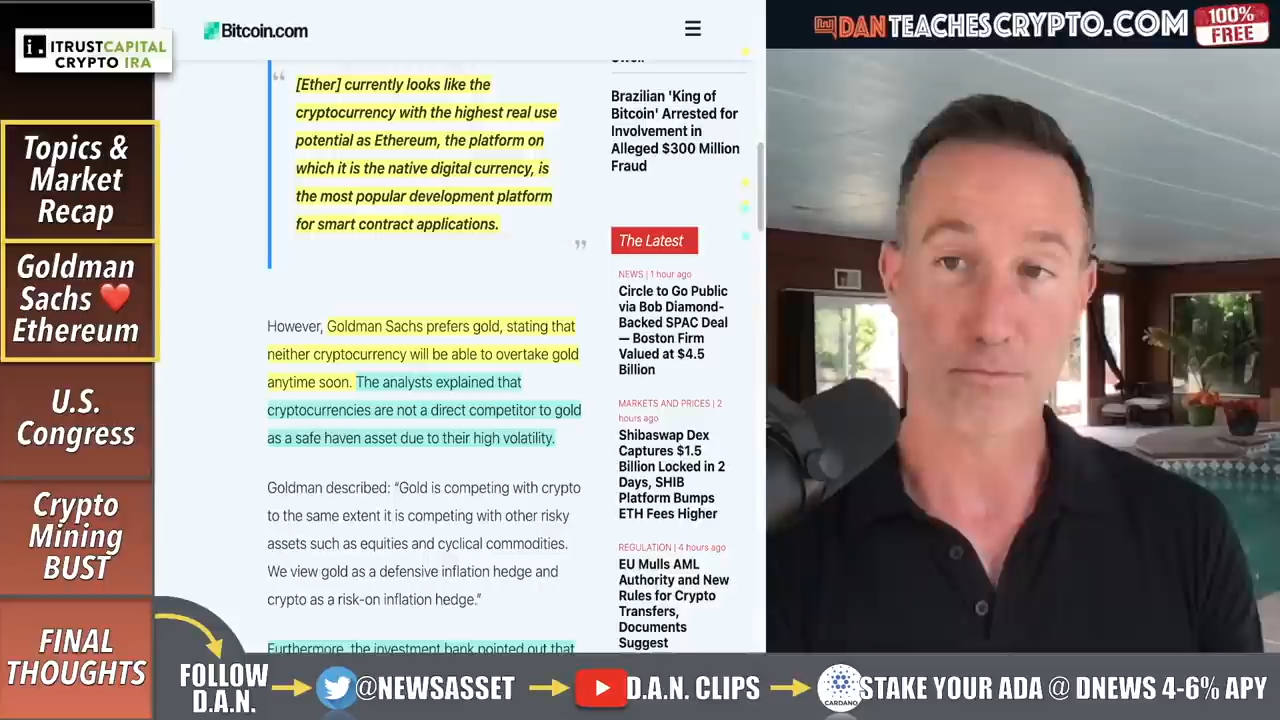 i. ITRUSTCAPITAL
CRYPTO IRA
Topics &
Market
Recap
Goldman
Sachs ❤️
Ethereum
U.S.
Congress
Crypto
Mining
BUST
FINAL
THOUGHTS
Bitcoin.com
“
[Ether] currently looks like the
cryptocurrency with the highest real use
potential as Ethereum, the platform on
which it is the native digital currency, is
the most popular development platform
for smart contract applications.
”
However, Goldman Sachs prefers gold, stating that
neither cryptocurrency will be able to overtake gold
anytime soon. The analysts explained that
cryptocurrencies are not a direct competitor to gold
as a safe haven asset due to their high volatility.
Goldman described: “Gold is competing with crypto
to the same extent it is competing with other risky
assets such as equities and cyclical commodities.
We view gold as a defensive inflation hedge and
crypto as a risk-on inflation hedge.”
Furthermore, the investment bank pointed out that
Brazilian 'King of
Bitcoin' Arrested for
Involvement in
Alleged $300 Million
Fraud
The Latest
NEWS | 1 hour ago
Circle to Go Public
via Bob Diamond-
Backed SPAC Deal
— Boston Firm
Valued at $4.5
Billion
MARKETS AND PRICES | 2
hours ago
Shibaswap Dex
Captures $1.5
Billion Locked in 2
Days, SHIB
Platform Bumps
ETH Fees Higher
REGULATION | 4 hours ago
EU Mulls AML
Authority and New
Rules for Crypto
Transfers,
Documents
Suggest
DANTEACHESCRYPTO.COM
100%
FREE
FOLLOW
D.A.N.
@NEWSASSET
D.A.N. CLIPS
CARDANO
STAKE YOUR ADA @ DNEWS 4-6% APY